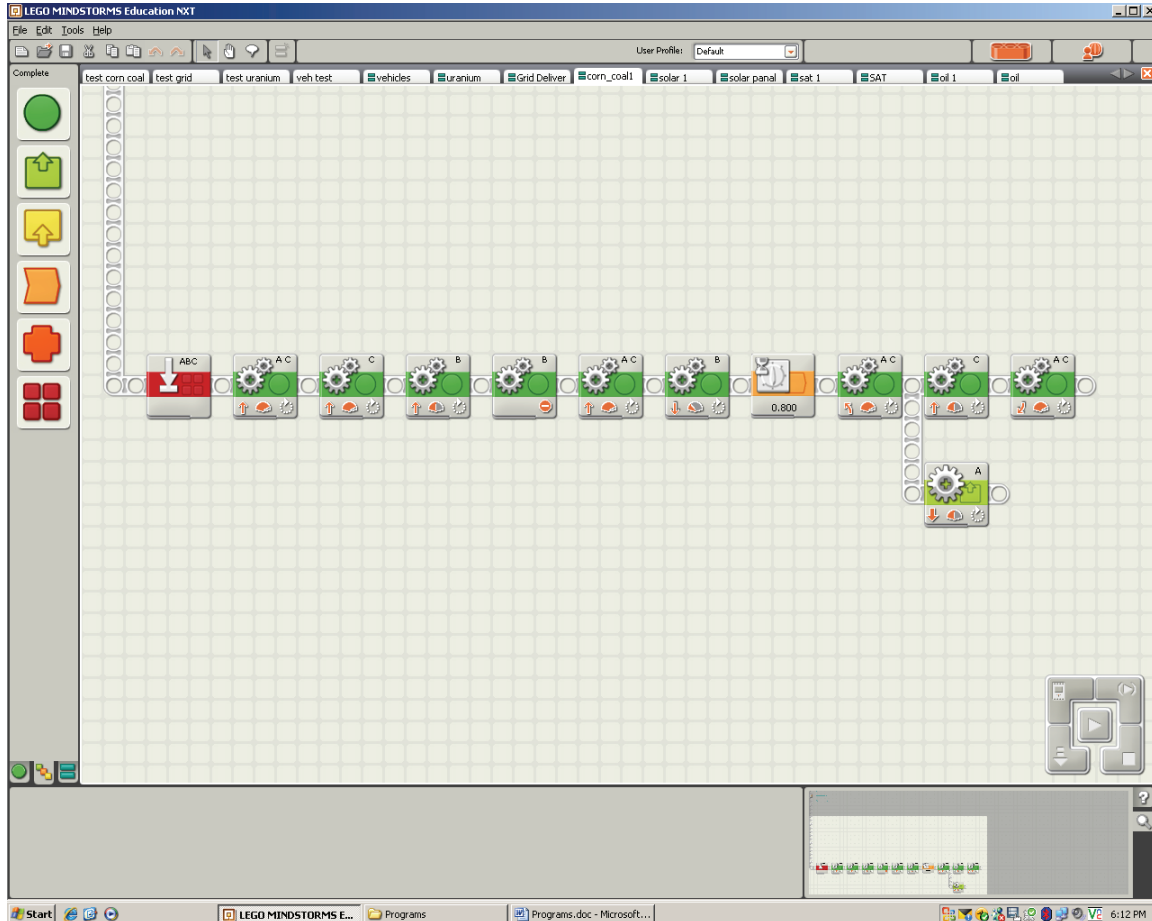 LEGO MINDSTORMS Education NXT
File Edit Tools Help
User Profile: Default
Complete
test corn coal test grid test uranium veh test vehicles uranium Grid Deliver corn_coal1 solar 1 solar panal sat 1 SAT oil 1 oil
ABC A C C B B A C B A C C A C
0.800
A
?
Start LEGO MINDSTORMS E... Programs Programs.doc - Microsoft... 6:12 PM